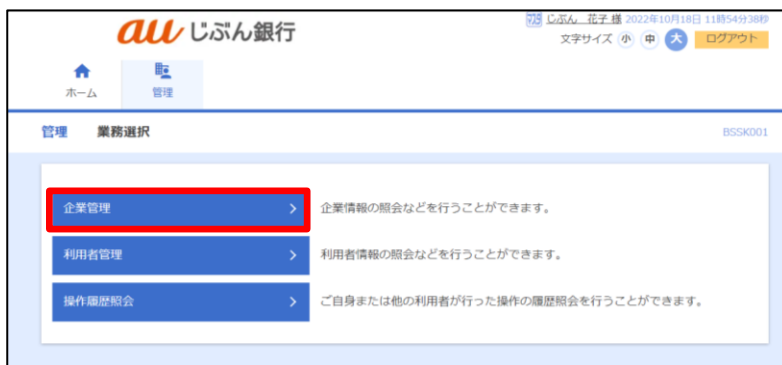 au じぶん銀行
マスタ じぶん 花子 様 2022年10月18日 11時54分38秒
文字サイズ 小 中 大 ログアウト
ホーム 管理
管理 業務選択 BSSK001
企業管理 企業情報の照会などを行うことができます。
利用者管理 利用者情報の照会などを行うことができます。
操作履歴照会 ご自身または他の利用者が行った操作の履歴照会を行うことができます。